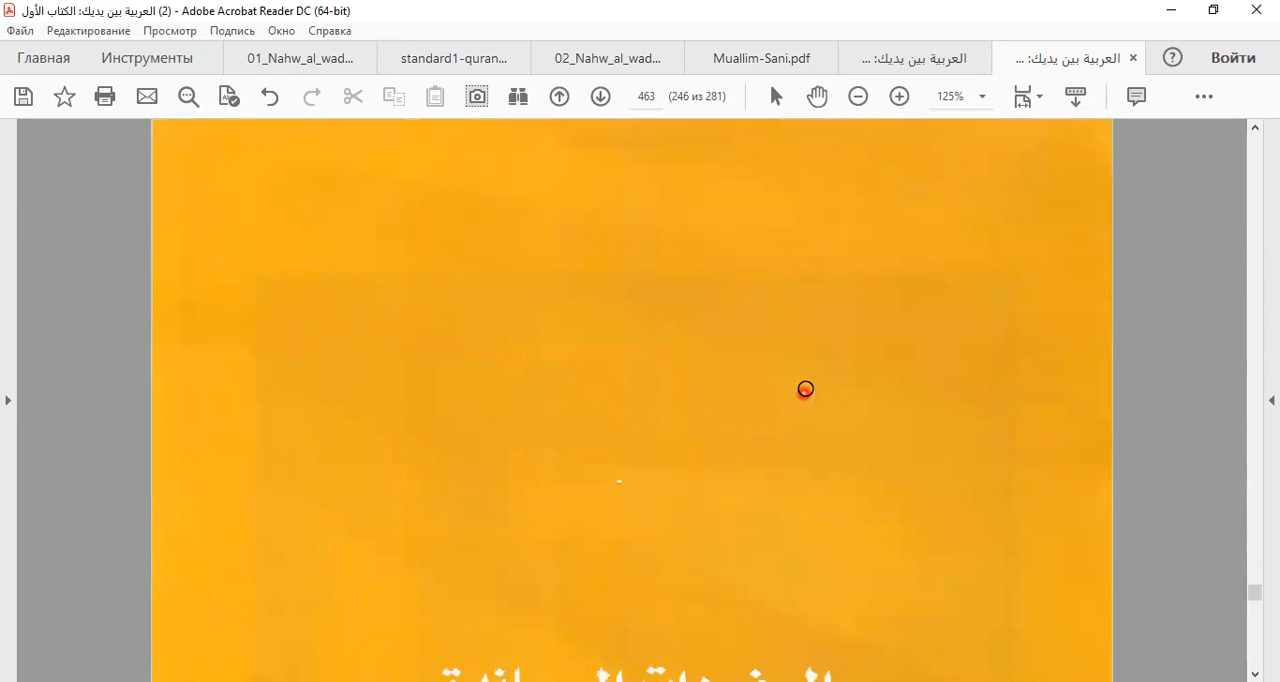 العربية بين يديك: الكتاب الأول (2) - Adobe Acrobat Reader DC (64-bit)
Файл Редактирование Просмотр Подпись Окно Справка
Главная Инструменты 01_Nahw_al_wad... standard1-6-an... 02_Nahw_al_wad... Muallim-Sani.pdf العربية بين يديك: ... العربية بين يديك: ... × ? Войти
463 (246 из 281) 125%